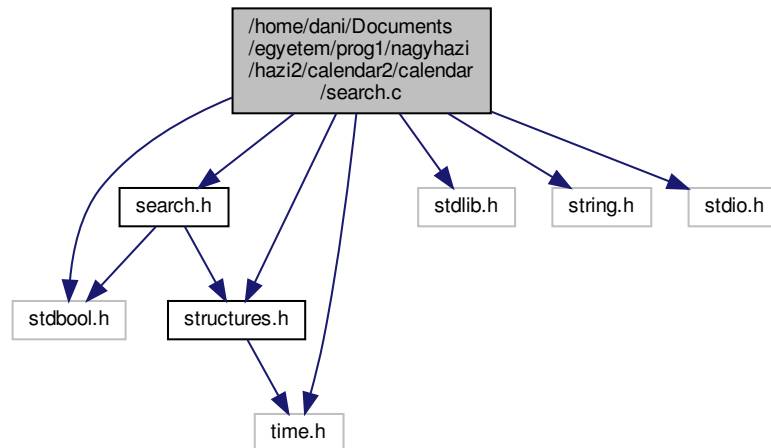 /home/dani/Documents
/egyetem/prog1/nagyhazi
/hazi2/calendar2/calendar
/search.c
search.h
stdlib.h
string.h
stdio.h
stdbool.h
structures.h
time.h